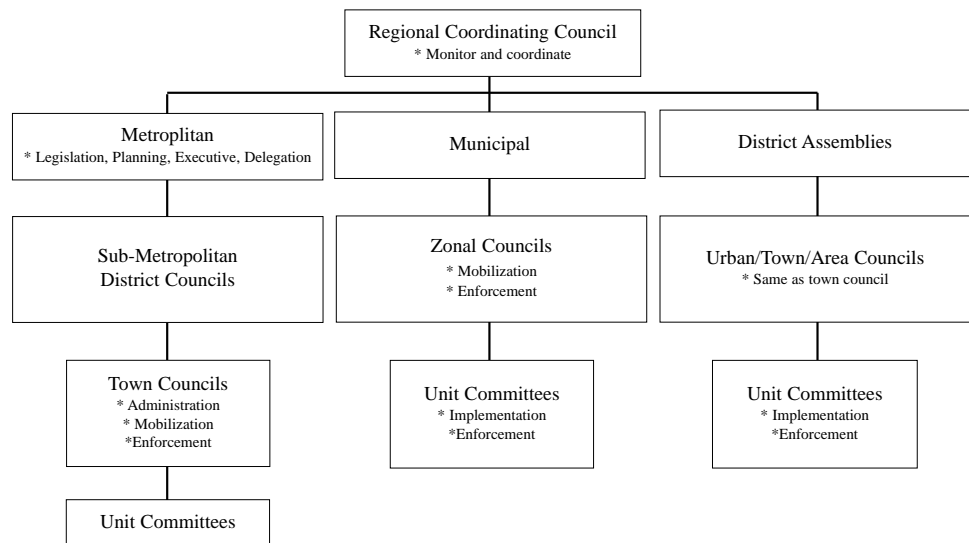 Regional Coordinating Council
* Monitor and coordinate
Metroplitan
* Legislation, Planning, Executive, Delegation
Municipal
District Assemblies
Sub-Metropolitan
District Councils
Zonal Councils
* Mobilization
* Enforcement
Urban/Town/Area Councils
* Same as town council
Town Councils
* Administration
* Mobilization
*Enforcement
Unit Committees
* Implementation
*Enforcement
Unit Committees
* Implementation
*Enforcement
Unit Committees